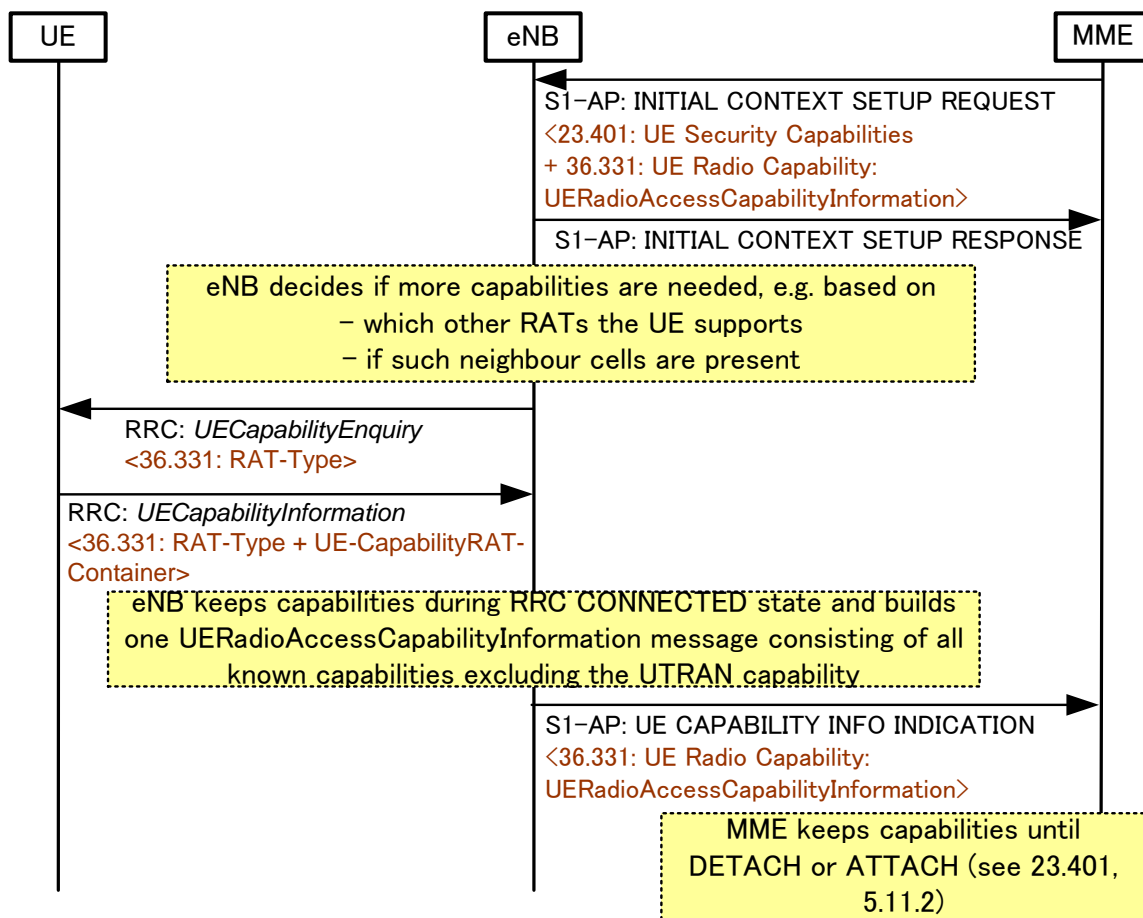 UE
eNB
MME
S1-AP: INITIAL CONTEXT SETUP REQUEST
<23.401: UE Security Capabilities
+ 36.331: UE Radio Capability:
UERadioAccessCapabilityInformation>
S1-AP: INITIAL CONTEXT SETUP RESPONSE
eNB decides if more capabilities are needed, e.g. based on
- which other RATs the UE supports
- if such neighbour cells are present
RRC: UECapabilityEnquiry
<36.331: RAT-Type>
RRC: UECapabilityInformation
<36.331: RAT-Type + UE-CapabilityRAT-
Container>
eNB keeps capabilities during RRC CONNECTED state and builds
one UERadioAccessCapabilityInformation message consisting of all
known capabilities excluding the UTRAN capability
S1-AP: UE CAPABILITY INFO INDICATION
<36.331: UE Radio Capability:
UERadioAccessCapabilityInformation>
MME keeps capabilities until
DETACH or ATTACH (see 23.401,
5.11.2)